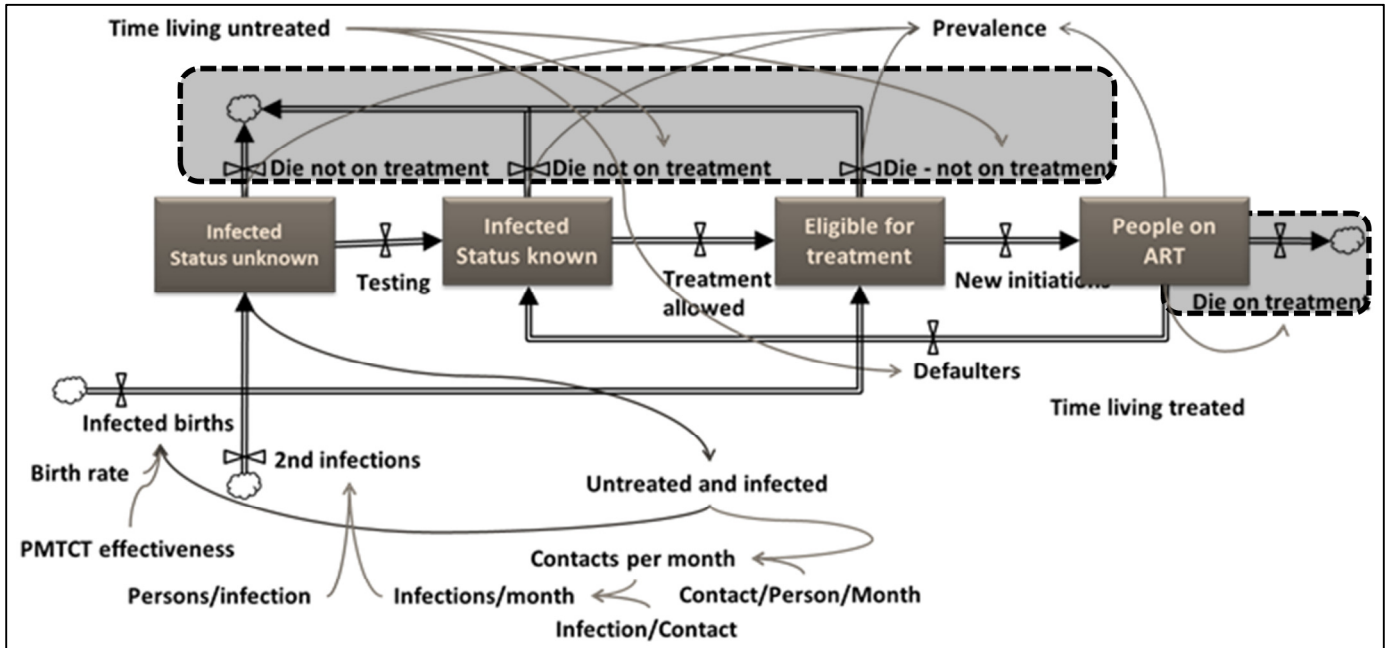 Time living untreated
Prevalence
Die not on treatment
Die not on treatment
Die - not on treatment
Infected
Status unknown
Infected
Status known
Eligible for
treatment
People on
ART
Testing
Treatment
allowed
New initiations
Die on treatment
Defaulters
Infected births
Time living treated
Birth rate
2nd infections
Untreated and infected
PMTCT effectiveness
Contacts per month
Persons/infection
Infections/month
Contact/Person/Month
Infection/Contact